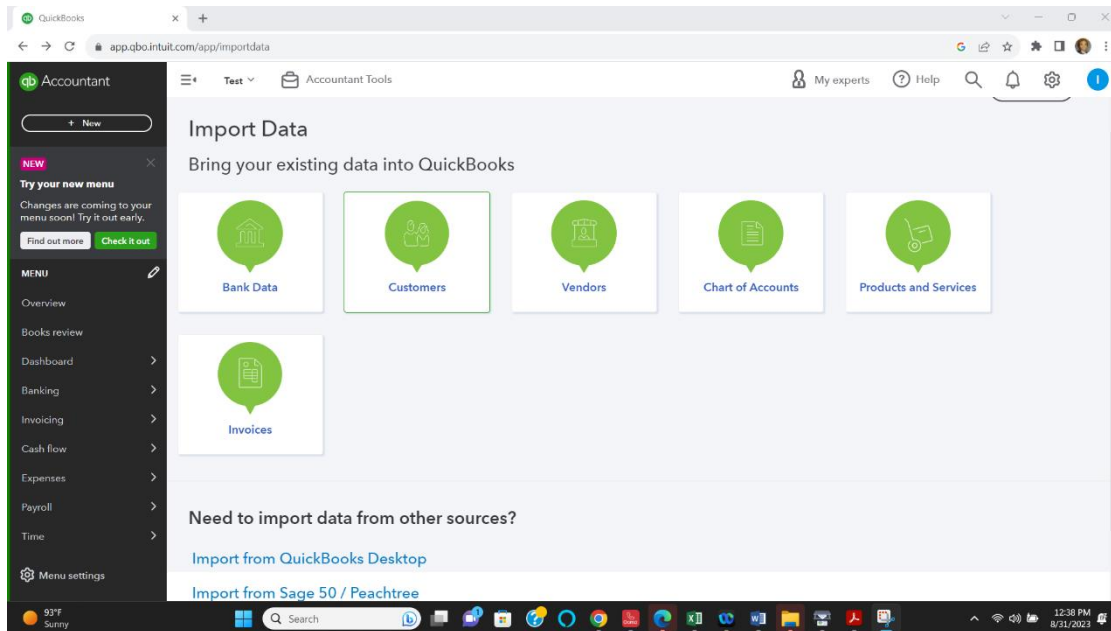 QuickBooks
app.qbo.intuit.com/app/importdata
G
qb Accountant
Test
Accountant Tools
My experts
? Help
I
+ New
NEW
Try your new menu
Changes are coming to your
menu soon! Try it out early.
Find out more
Check it out
MENU
Overview
Books review
Dashboard
Banking
Invoicing
Cash flow
Expenses
Payroll
Time
Menu settings
Import Data
Bring your existing data into QuickBooks
Bank Data
Customers
Vendors
Chart of Accounts
Products and Services
Invoices
Need to import data from other sources?
Import from QuickBooks Desktop
Import from Sage 50 / Peachtree
93°F
Sunny
Search
12:38 PM
8/31/2023